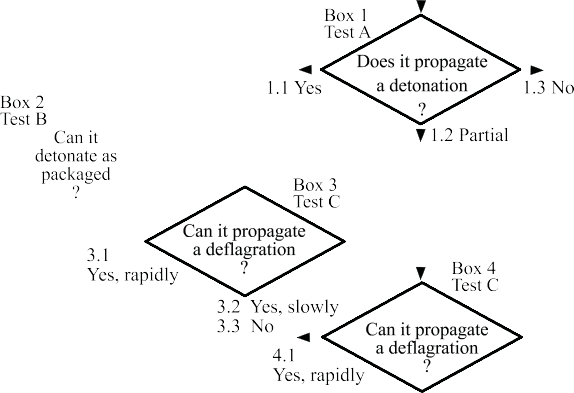 Box 1
Test A
Does it propagate
a detonation
?
1.1 Yes
1.3 No
1.2 Partial
Box 2
Test B
Can it
detonate as
packaged
?
Box 3
Test C
Can it propagate
a deflagration
?
3.1
Yes, rapidly
3.2 Yes, slowly
3.3 No
Box 4
Test C
Can it propagate
a deflagration
?
4.1
Yes, rapidly